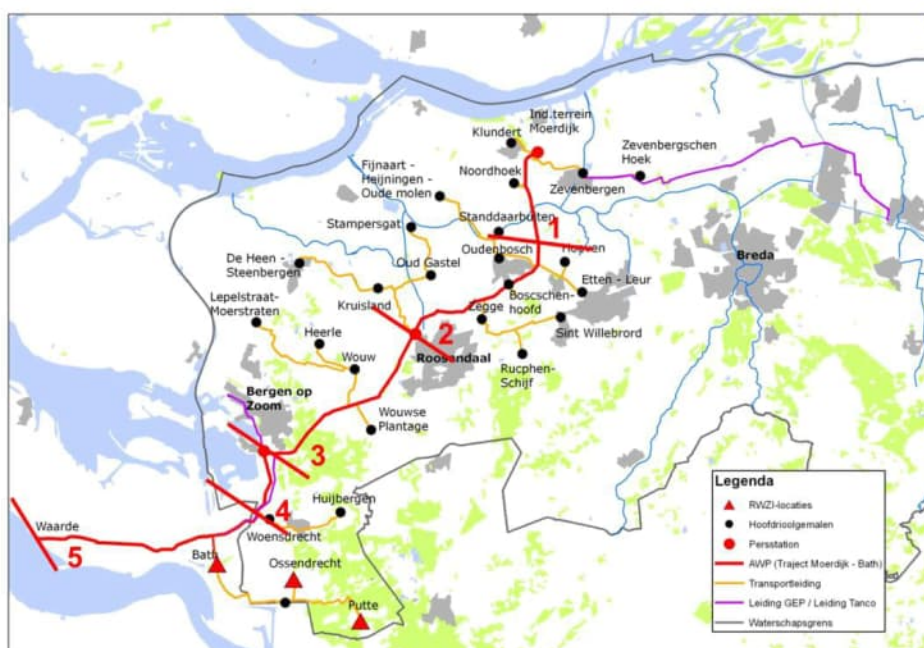 Ind.terrein
Moerdijk
Klundert
Zevenbergschen
Hoek
Fijnaart -
Heijningen -
Oude molen
Noordhoek
Zevenbergen
Standdaarbuiten
1
Stampersgat
Oudenbosch
Hoeven
Breda
De Heen -
Steenbergen
Oud Gastel
Etten - Leur
Boscschen-
hoofd
Lepelstraat-
Moerstraten
Kruisland
Zegge
Heerle
2
Sint Willebrord
Wouw
Roosendaal
Rucphen-
Schijf
Bergen op
Zoom
Wouwse
Plantage
3
Legenda
RWZI-locaties
Hoofdrioolgemalen
Persstation
AWP (Traject Moerdijk - Bath)
Transportleiding
Leiding GEP / Leiding Tanco
Waterschapsgrens
Huijbergen
4
Waarde
Woensdrecht
5
Bath
Ossendrecht
Putte